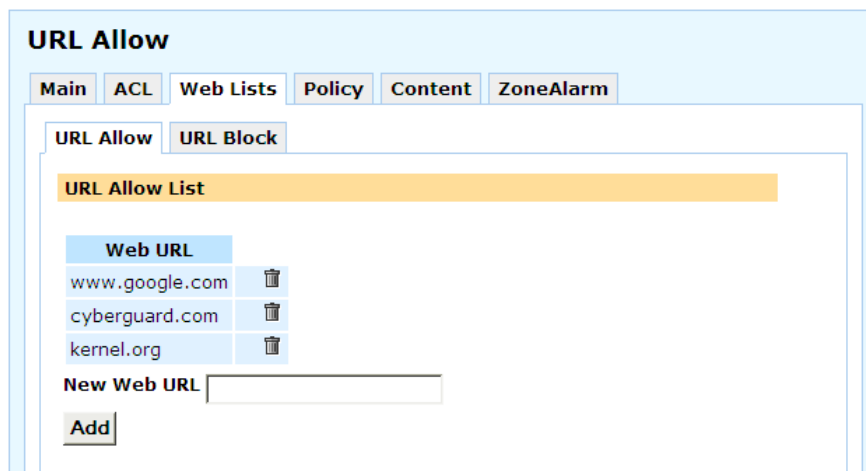 URL Allow
Main ACL Web Lists Policy Content ZoneAlarm
URL Allow URL Block
URL Allow List
Web URL
www.google.com
cyberguard.com
kernel.org
New Web URL
Add